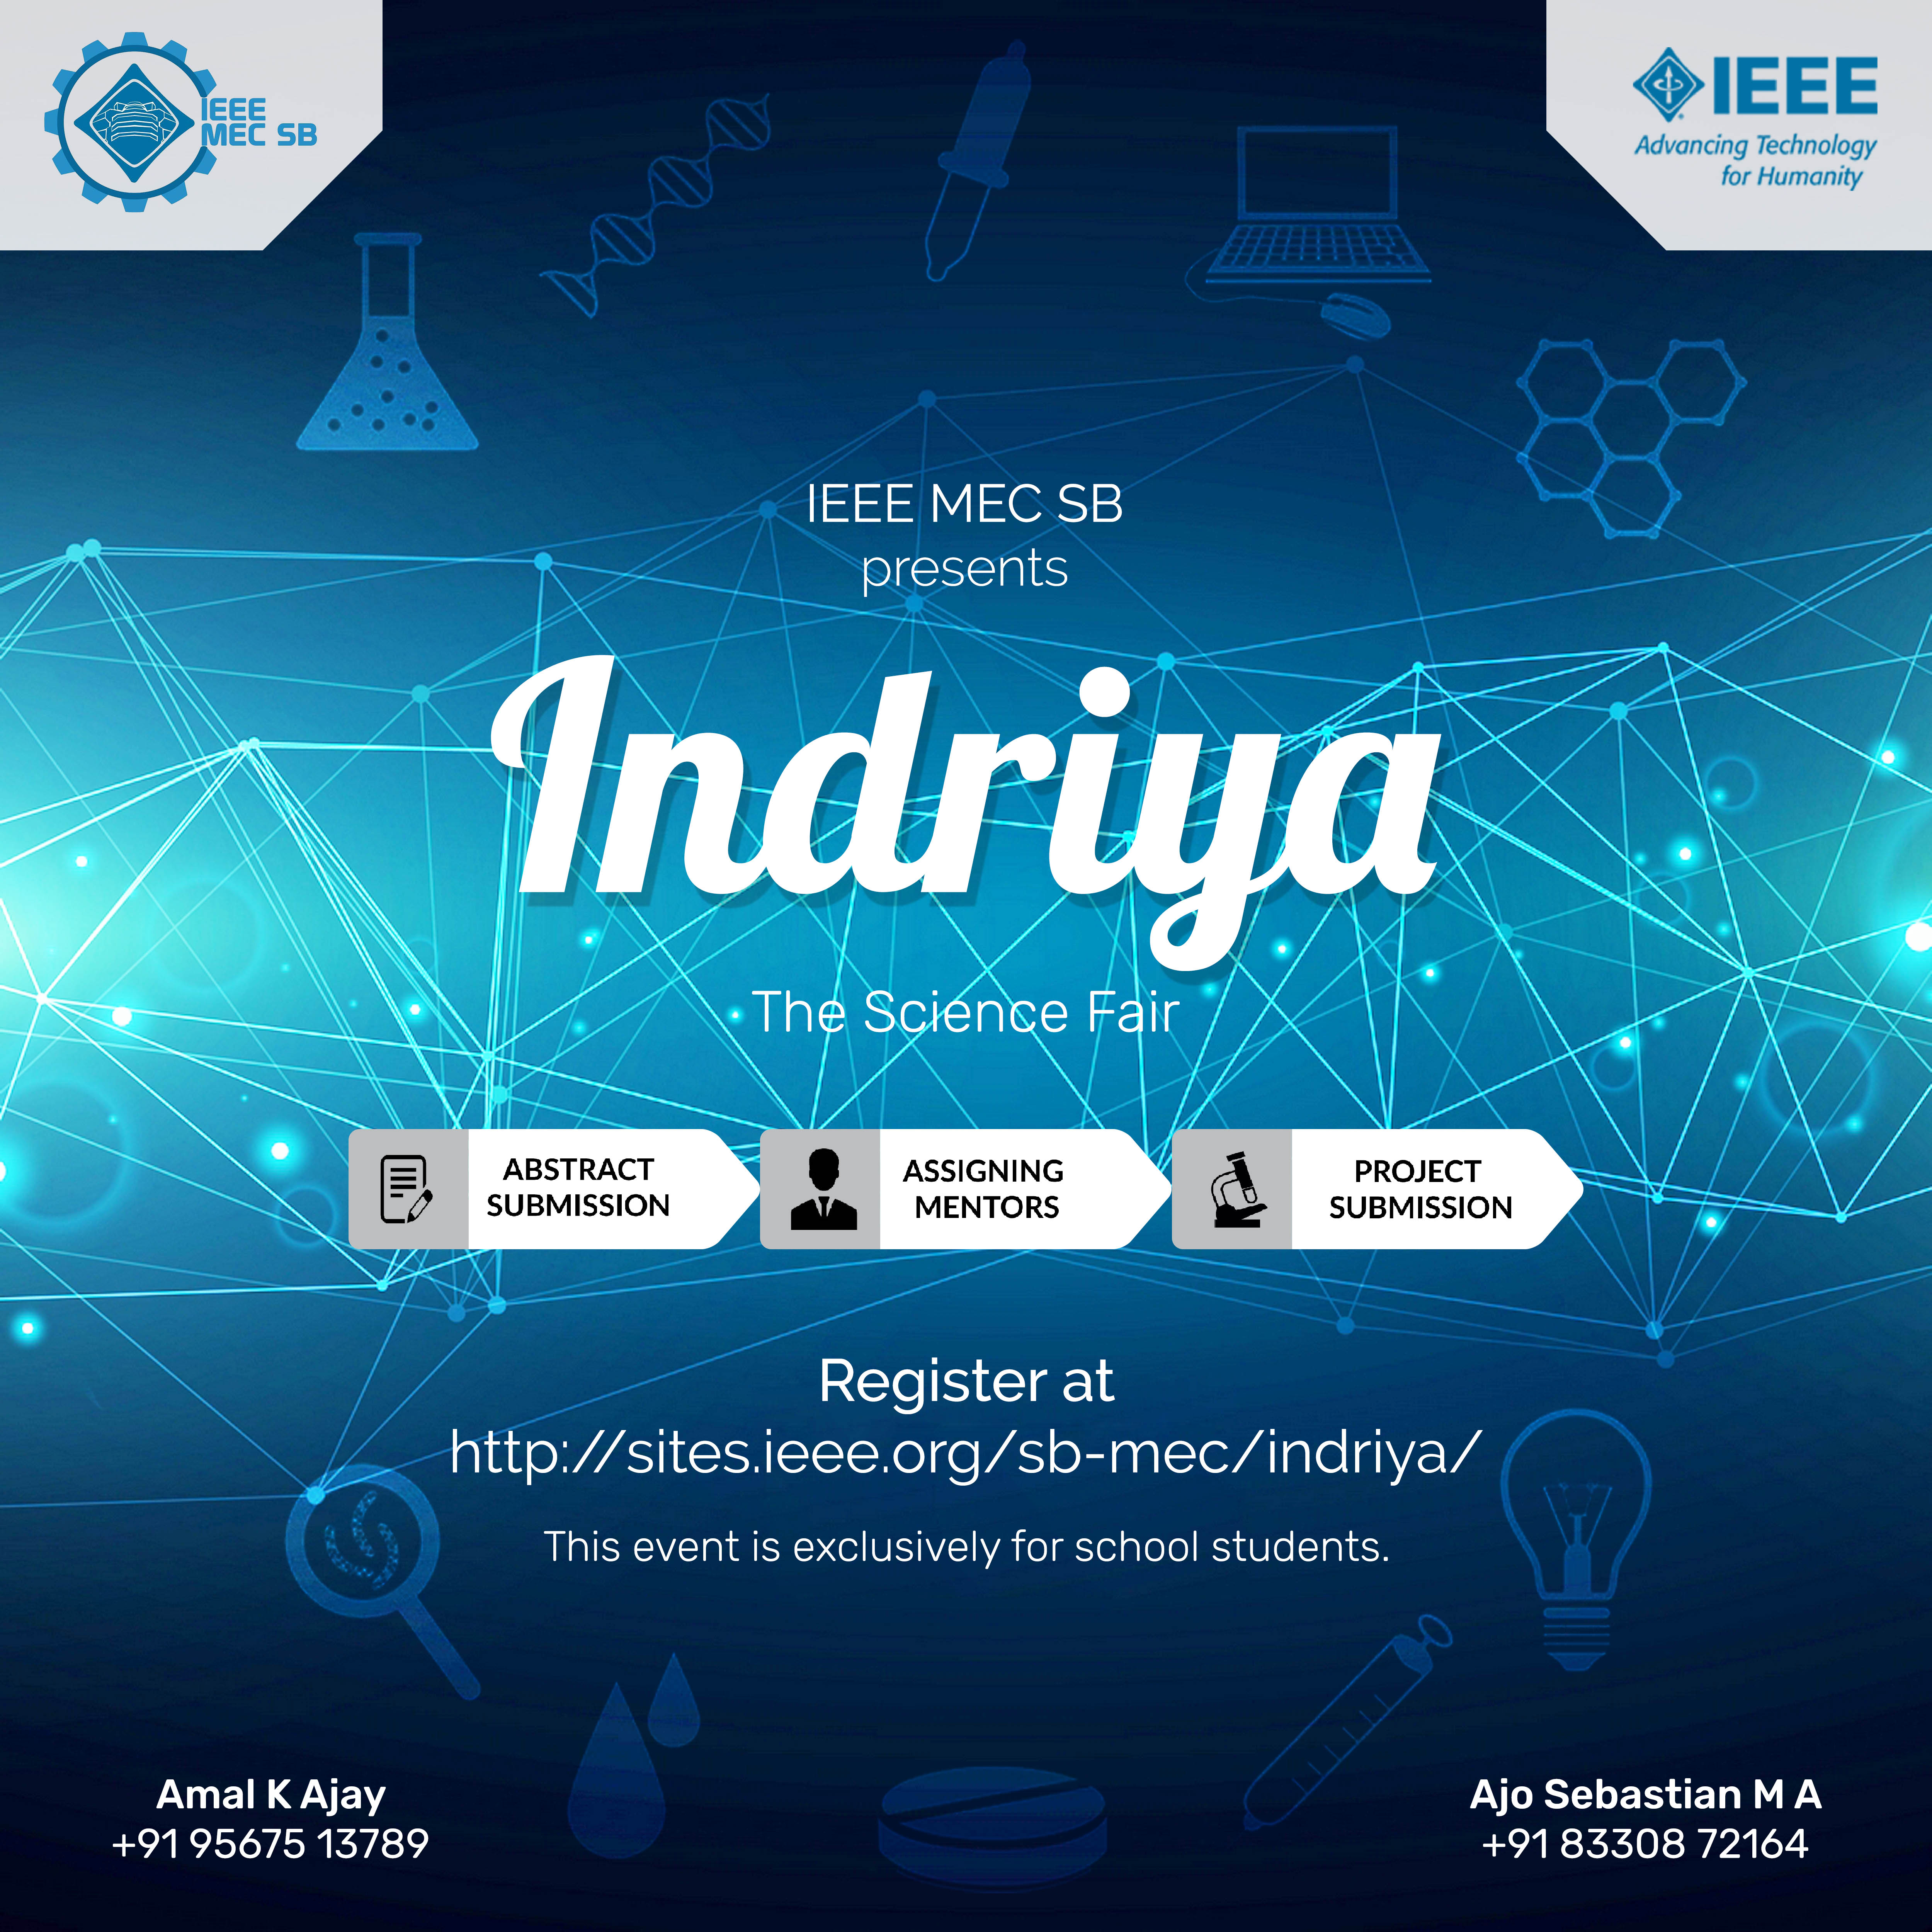 IEEE
MEC SB
IEEE
Advancing Technology
for Humanity
IEEE MEC SB
presents
Indriya
The Science Fair
ABSTRACT
SUBMISSION
ASSIGNING
MENTORS
PROJECT
SUBMISSION
Register at
http://sites.ieee.org/sb-mec/indriya/
This event is exclusively for school students.
Amal K Ajay
+91 95675 13789
Ajo Sebastian M A
+91 83308 72164